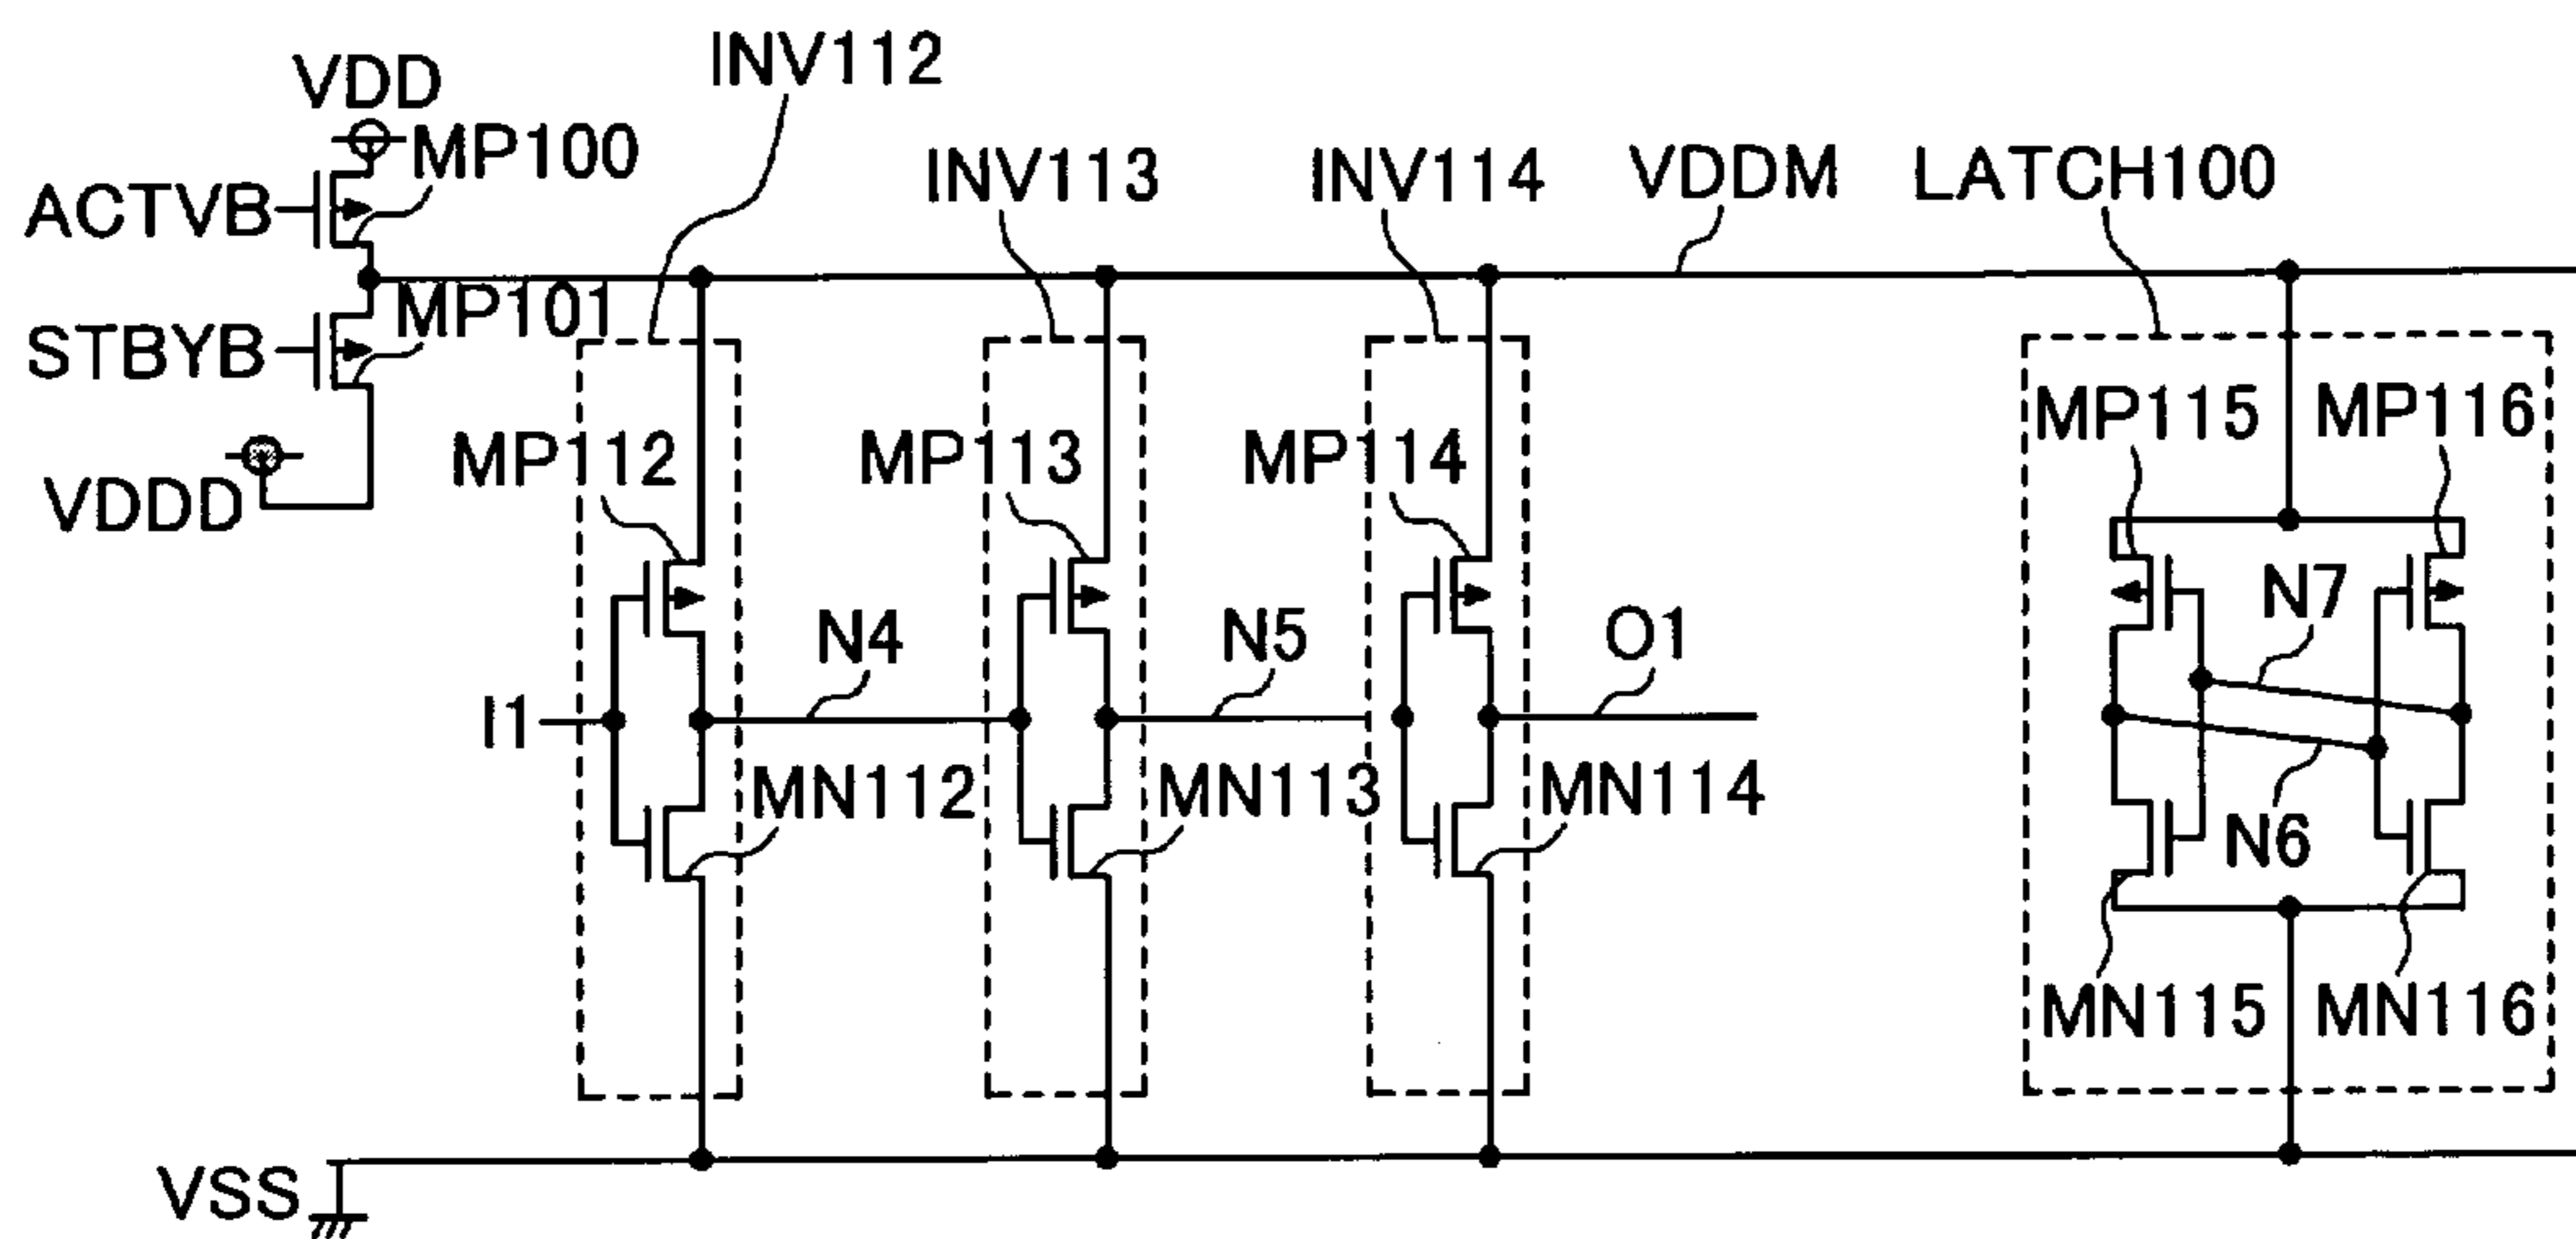 INV112
VDD
MP100
INV113
INV114
VDDM
LATCH100
ACTVB
MP101
STBYB
MP115
MP116
MP112
MP113
MP114
VDDD
N7
N4
N5
O1
I1
MN112
MN113
MN114
N6
MN115
MN116
VSS